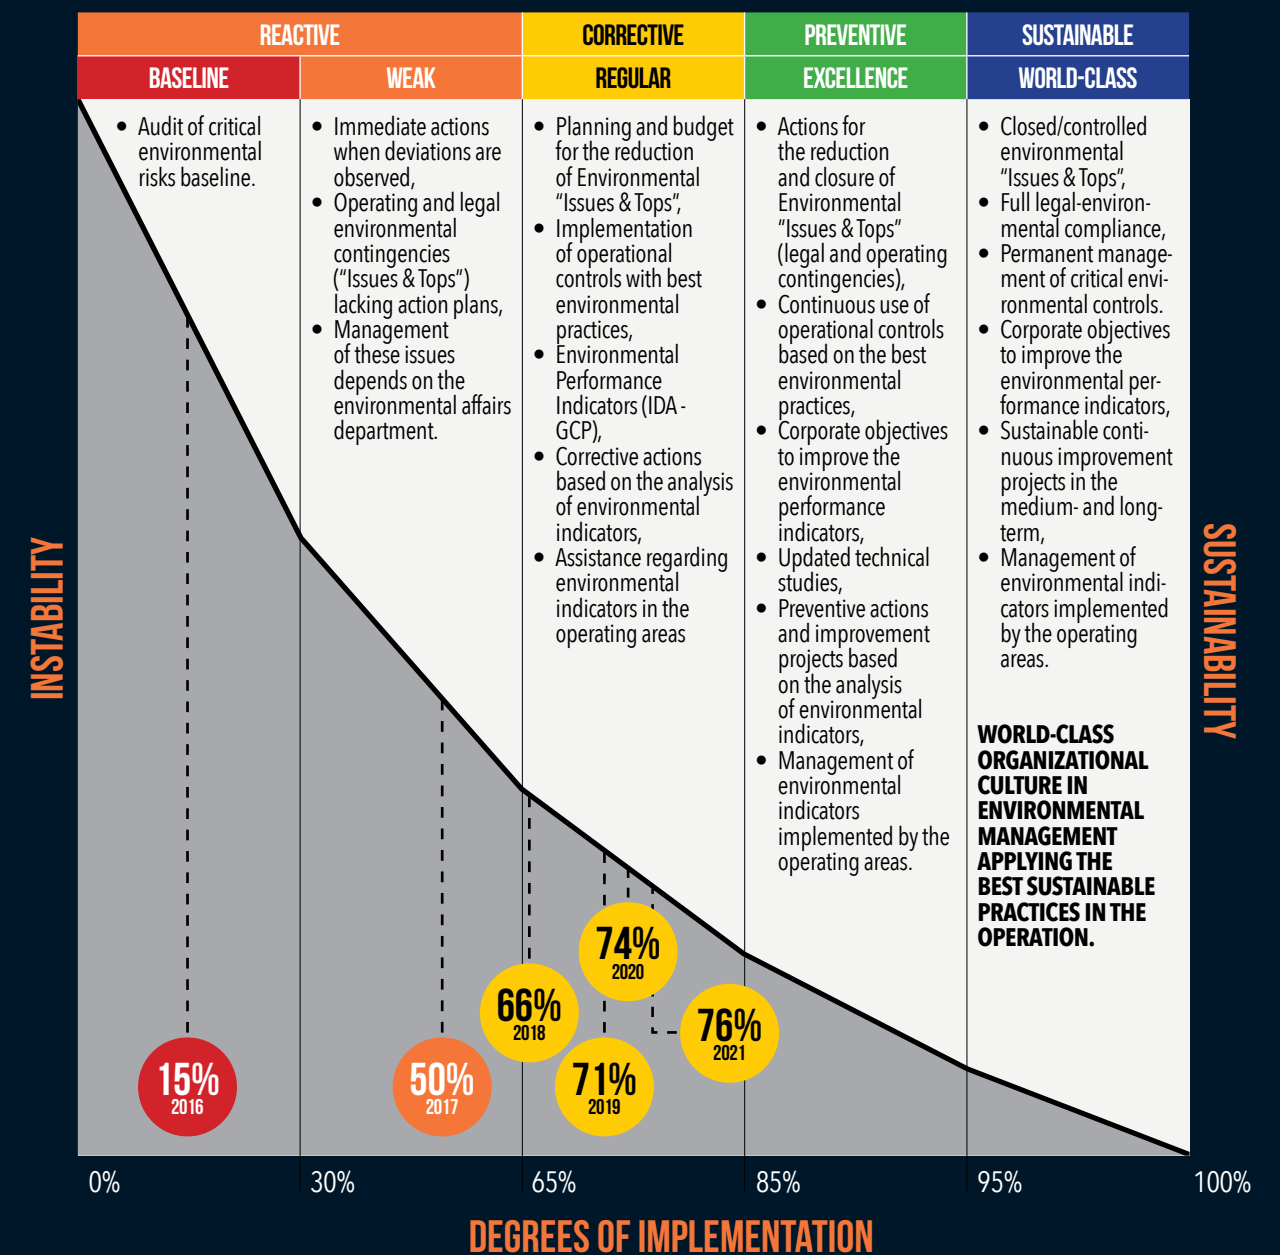 REACTIVE
CORRECTIVE
PREVENTIVE
SUSTAINABLE
BASELINE
WEAK
REGULAR
EXCELLENCE
WORLD-CLASS
• Audit of critical
environmental
risks baseline.
• Immediate actions
when deviations are
observed,
• Operating and legal
environmental
contingencies
(“Issues & Tops”)
lacking action plans,
• Management
of these issues
depends on the
environmental affairs
department.
• Planning and budget
for the reduction
of Environmental
“Issues & Tops”,
• Implementation
of operational
controls with best
environmental
practices,
• Environmental
Performance
Indicators (IDA -
GCP),
• Corrective actions
based on the analysis
of environmental
indicators,
• Assistance regarding
environmental
indicators in the
operating areas
• Actions for
the reduction
and closure of
Environmental
“Issues & Tops”
(legal and operating
contingencies),
• Continuous use of
operational controls
based on the best
environmental
practices,
• Corporate objectives
to improve the
environmental
performance
indicators,
• Updated technical
studies,
• Preventive actions
and improvement
projects based
on the analysis
of environmental
indicators,
• Management of
environmental
indicators
implemented by the
operating areas.
• Closed/controlled
environmental
“Issues & Tops”,
• Full legal-environ-
mental compliance,
• Permanent manage-
ment of critical envi-
ronmental controls.
• Corporate objectives
to improve the
environmental per-
formance indicators,
• Sustainable conti-
nuous improvement
projects in the
medium- and long-
term,
• Management of
environmental indi-
cators implemented
by the operating
areas.
WORLD-CLASS
ORGANIZATIONAL
CULTURE IN
ENVIRONMENTAL
MANAGEMENT
APPLYING THE
BEST SUSTAINABLE
PRACTICES IN THE
OPERATION.
INSTABILITY
SUSTAINABILITY
15%
2016
50%
2017
66%
2018
71%
2019
74%
2020
76%
2021
0%
30%
65%
85%
95%
100%
DEGREES OF IMPLEMENTATION